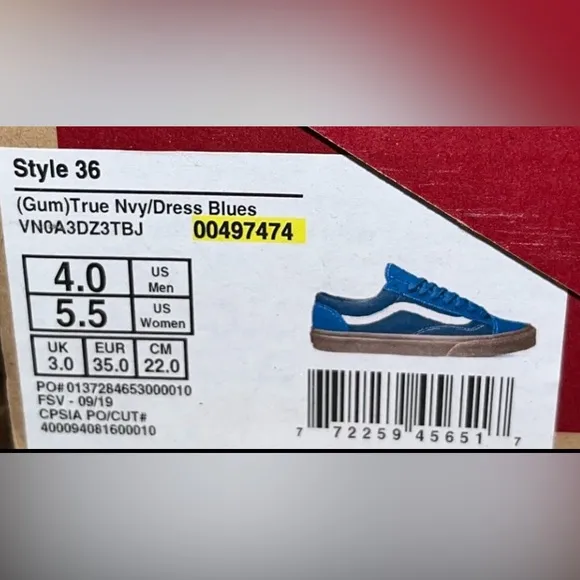 Style 36
(Gum)True Nvy/Dress Blues
VN0A3DZ3TBJ 00497474
4.0 US Men
5.5 US Women
UK 3.0 EUR 35.0 CM 22.0
PO# 0137284653000010
FSV - 09/19
CPSIA PO/CUT#
400094081600010
7 72259 45651 7